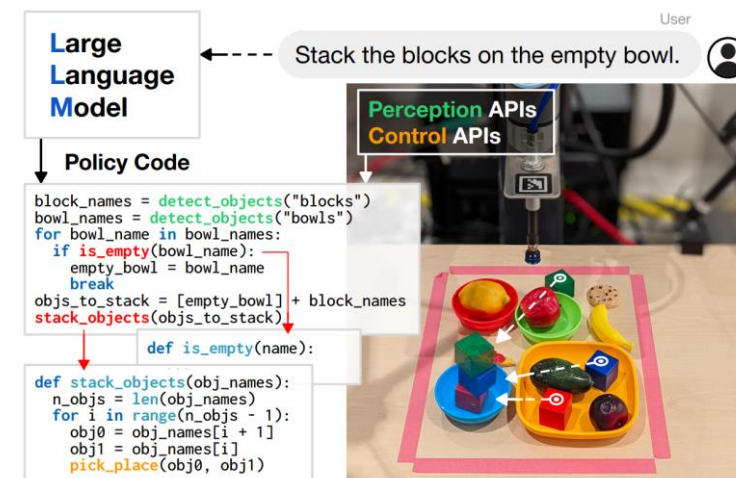 User
Stack the blocks on the empty bowl.
Large
Language
Model
Perception APIs
Control APIs
Policy Code
block_names = detect_objects("blocks")
bowl_names = detect_objects("bowls")
for bowl_name in bowl_names:
  if is_empty(bowl_name):
    empty_bowl = bowl_name
    break
objs_to_stack = [empty_bowl] + block_names
stack_objects(objs_to_stack)
def is_empty(name):
def stack_objects(obj_names):
  n_objs = len(obj_names)
  for i in range(n_objs - 1):
    obj0 = obj_names[i + 1]
    obj1 = obj_names[i]
    pick_place(obj0, obj1)